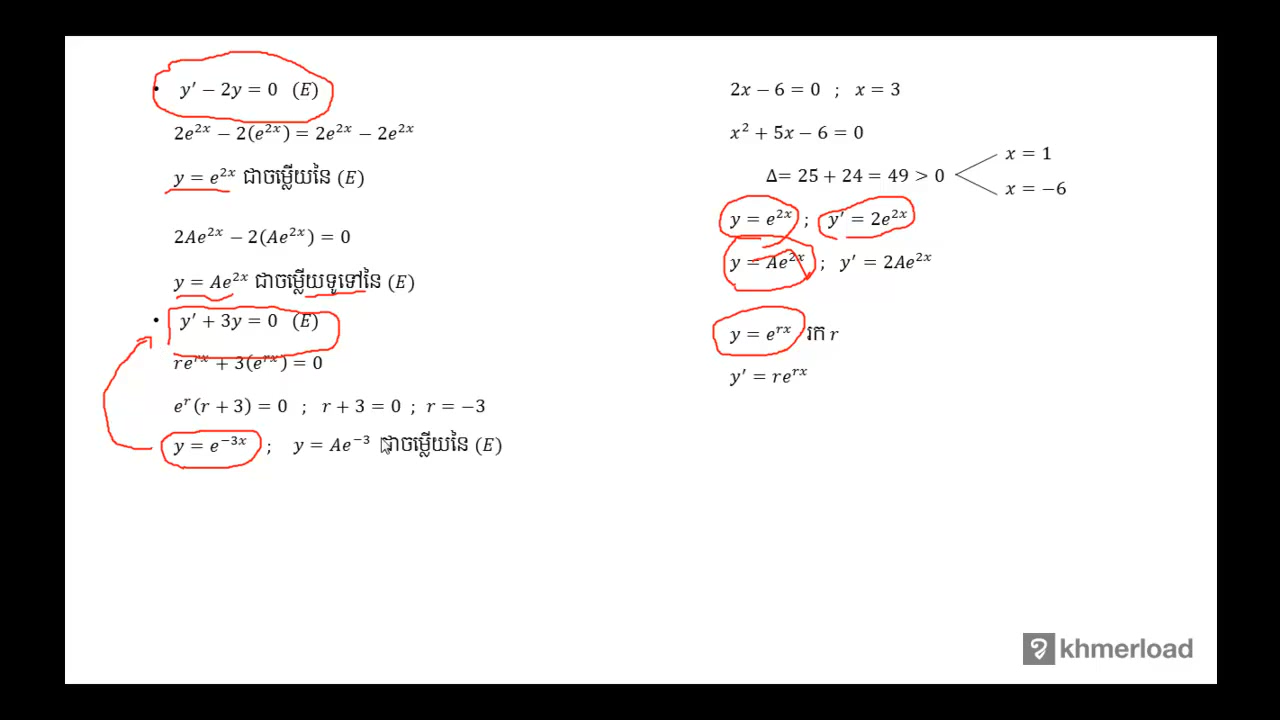 • y′ − 2y = 0 (E)
2e^{2x} − 2(e^{2x}) = 2e^{2x} − 2e^{2x}
y = e^{2x} ជាចម្លើយនៃ (E)
2Ae^{2x} − 2(Ae^{2x}) = 0
y = Ae^{2x} ជាចម្លើយទូទៅនៃ (E)
• y′ + 3y = 0 (E)
re^{rx} + 3(e^{rx}) = 0
e^{r}(r + 3) = 0 ; r + 3 = 0 ; r = −3
y = e^{−3x} ; y = Ae^{−3} ជាចម្លើយនៃ (E)
2x − 6 = 0 ; x = 3
x² + 5x − 6 = 0
x = 1
Δ= 25 + 24 = 49 > 0
x = −6
y = e^{2x} ; y′ = 2e^{2x}
y = Ae^{2x} ; y′ = 2Ae^{2x}
y = e^{rx} រក r
y′ = re^{rx}
khmerload